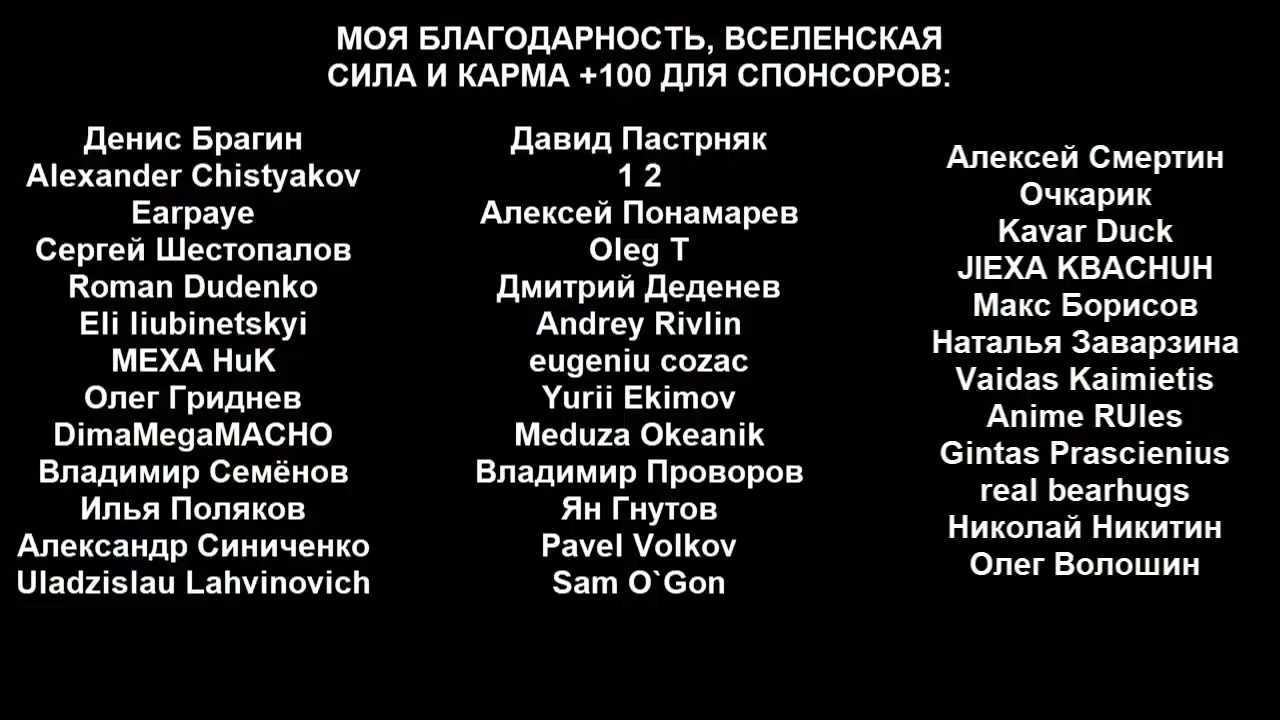 МОЯ БЛАГОДАРНОСТЬ, ВСЕЛЕНСКАЯ
СИЛА И КАРМА +100 ДЛЯ СПОНСОРОВ:
Денис Брагин
Alexander Chistyakov
Earpaye
Сергей Шестопалов
Roman Dudenko
Eli liubinetskyi
MEXA HuK
Олег Гриднев
DimaMegaMACHO
Владимир Семёнов
Илья Поляков
Александр Синиченко
Uladzislau Lahvinovich
Давид Пастрняк
1 2
Алексей Понамарев
Oleg T
Дмитрий Деденев
Andrey Rivlin
eugeniu cozac
Yurii Ekimov
Meduza Okeanik
Владимир Проворов
Ян Гнутов
Pavel Volkov
Sam O`Gon
Алексей Смертин
Очкарик
Kavar Duck
JIEXA KBACHUH
Макс Борисов
Наталья Заварзина
Vaidas Kaimietis
Anime RUles
Gintas Prascienius
real bearhugs
Николай Никитин
Олег Волошин